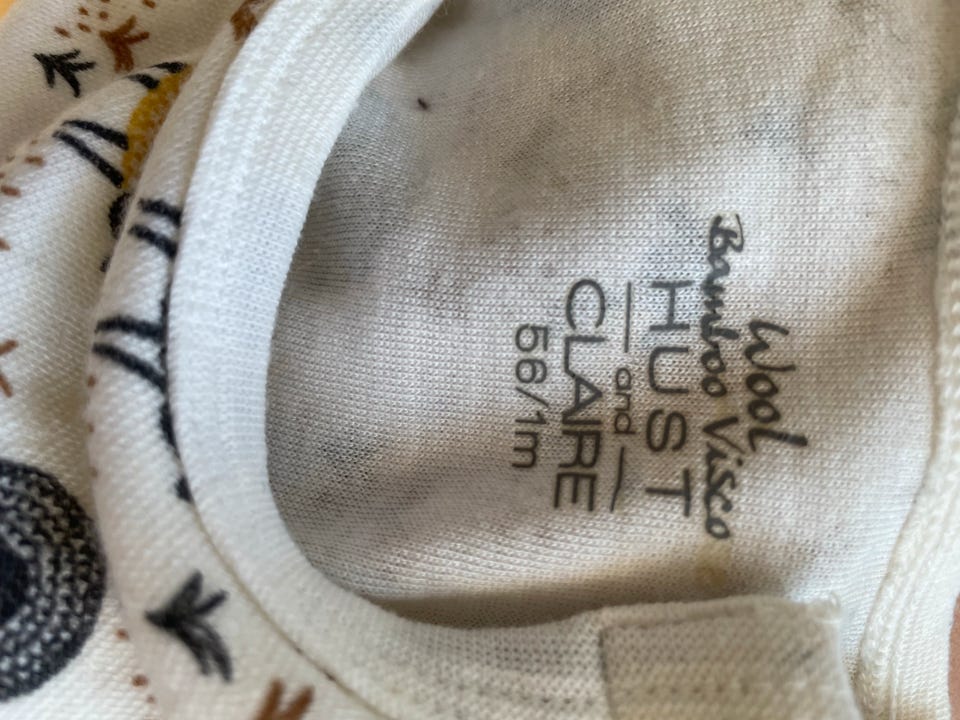 Wool
Bamboo Visco
HUST
and
CLAIRE
56/1m